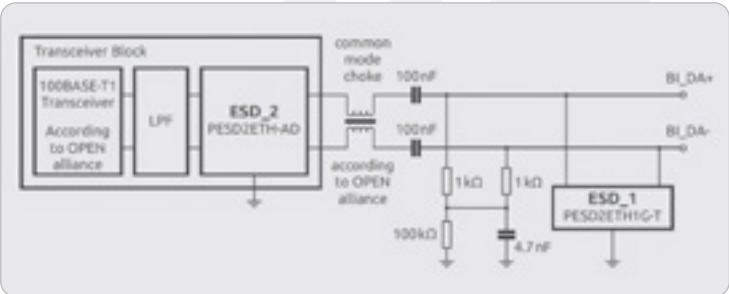 Transceiver Block
100BASE-T1
Transceiver
According
to OPEN
alliance
LPF
ESD_2
PESD2ETH-AD
common
mode
choke
100nF
100nF
according
to OPEN
alliance
BI_DA+
BI_DA-
1kΩ
1kΩ
100kΩ
4.7nF
ESD_1
PESD2ETH1G-T